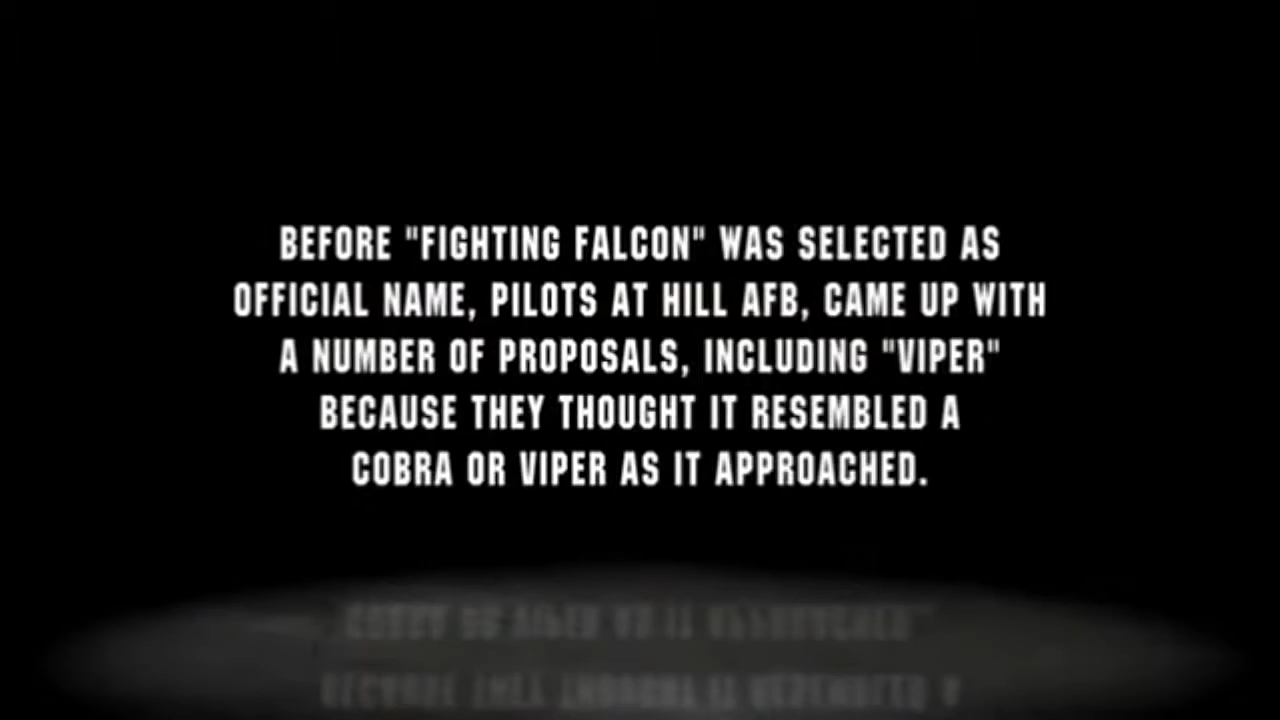 BEFORE "FIGHTING FALCON" WAS SELECTED AS
OFFICIAL NAME, PILOTS AT HILL AFB, CAME UP WITH
A NUMBER OF PROPOSALS, INCLUDING "VIPER"
BECAUSE THEY THOUGHT IT RESEMBLED A
COBRA OR VIPER AS IT APPROACHED.